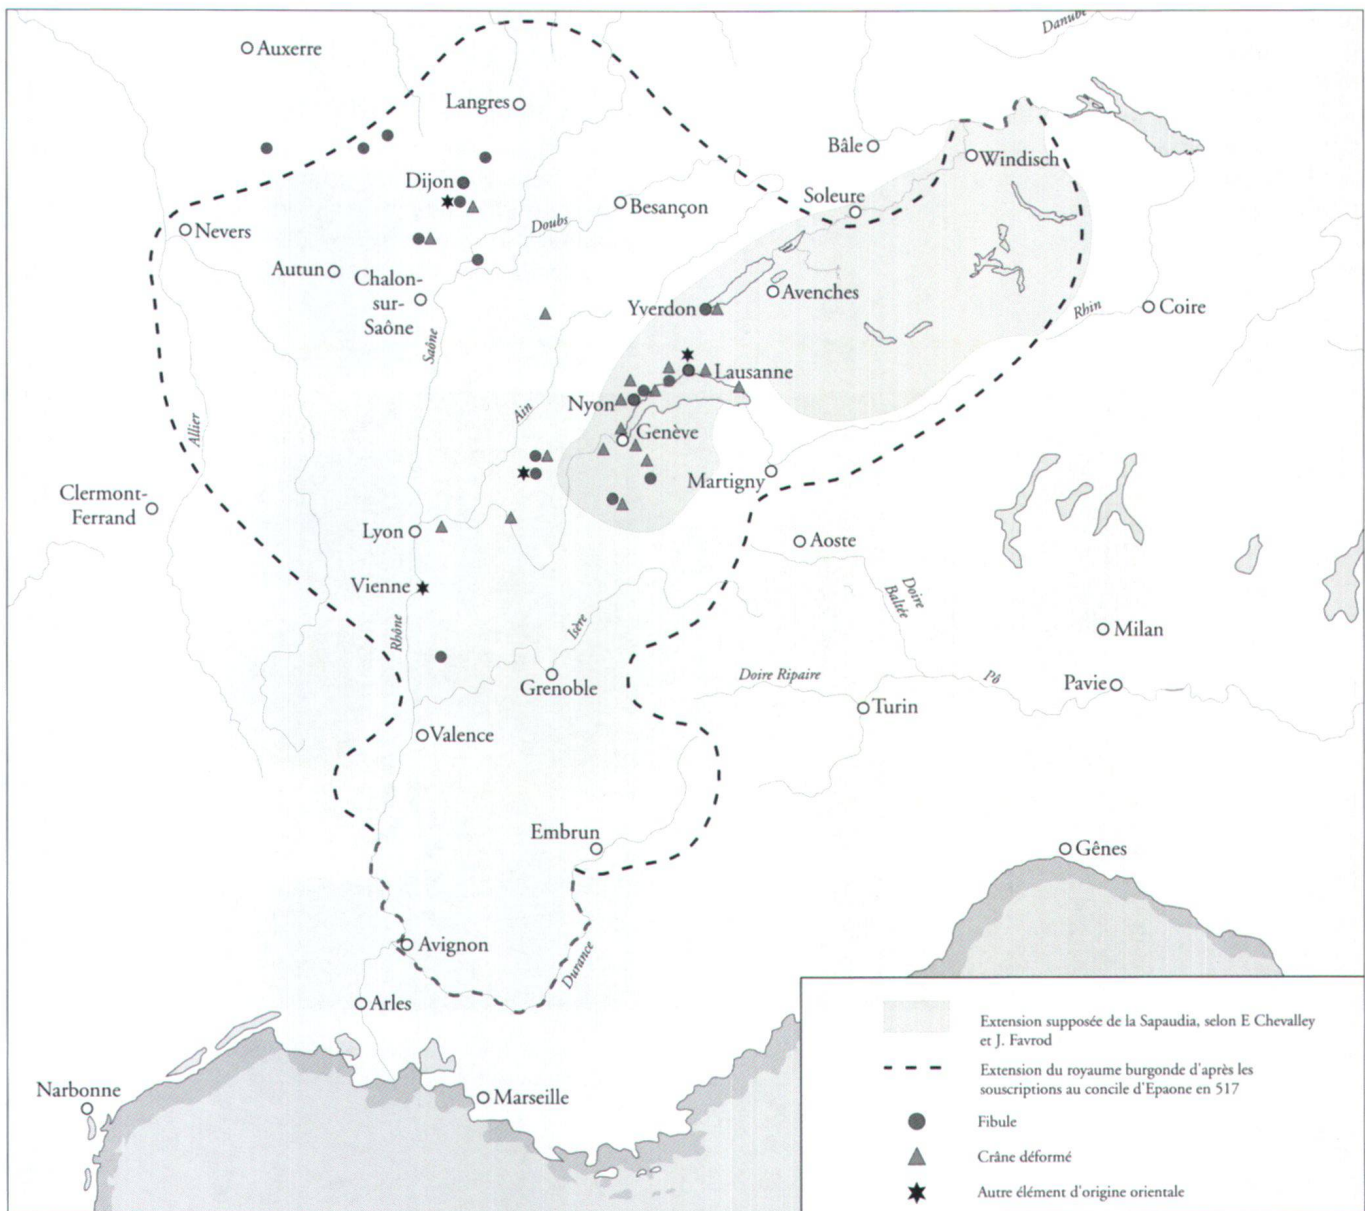 Danube
Auxerre
Langres
Bâle
Windisch
Dijon
Soleure
Besançon
Doubs
Nevers
Autun
Chalon-
sur-
Saône
Avenches
Yverdon
Rhin
Coire
Saône
Lausanne
Nyon
Ain
Allier
Genève
Martigny
Clermont-
Ferrand
Lyon
Aoste
Vienne
Doire
Baltée
Rhône
Isère
Milan
Grenoble
Doire Ripaire
Pô
Pavie
Turin
Valence
Embrun
Gênes
Avignon
Durance
Arles
Narbonne
Marseille
Extension supposée de la Sapaudia, selon E Chevalley
et J. Favrod
Extension du royaume burgonde d'après les
souscriptions au concile d'Epaone en 517
Fibule
Crâne déformé
Autre élément d'origine orientale